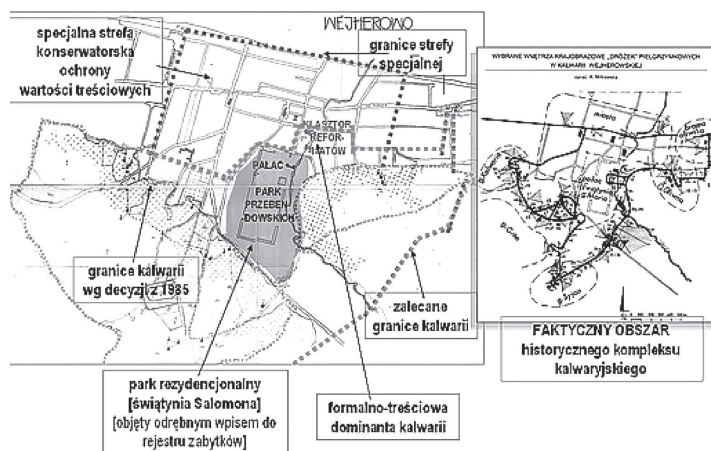 WEJHEROWO
specjalna strefa
konserwatorska
ochrony
wartości treściowych
granice strefy
specjalnej
KLASZTOR
REFOR-
MATÓW
PAŁAC
PARK
PRZEBEN-
DOWSKICH
granice kalwarii
wg decyzji z 1985
zalecane
granice kalwarii
park rezydencjonalny
[świątynia Salomona]
[objęty odrębnym wpisem do
rejestru zabytków]
formalno-treściowa
dominanta kalwarii
WYBRANE WNĘTRZA KRAJOBRAZOWE „DRÓŻEK” PIELGRZYMKOWYCH
W KALWARII WEJHEROWSKIEJ
miasto
FAKTYCZNY OBSZAR
historycznego kompleksu
kalwaryjskiego